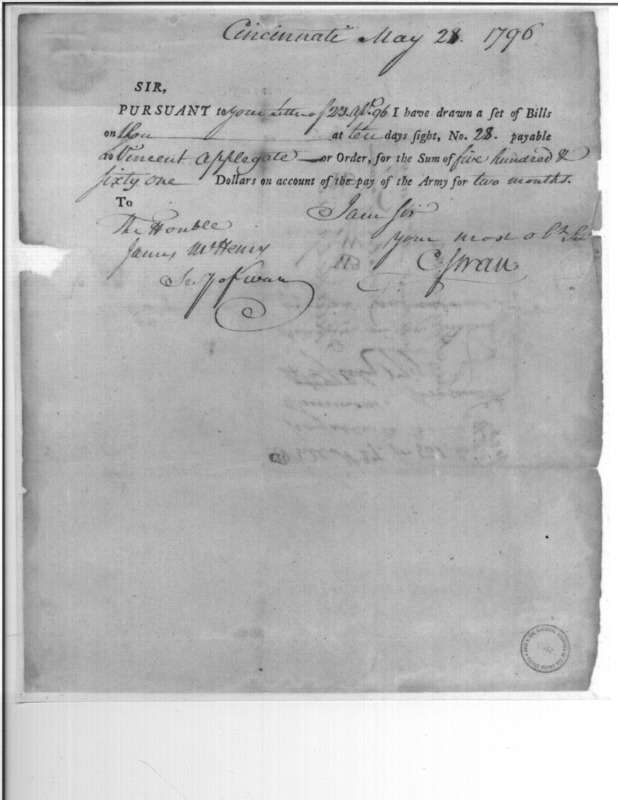 Cincinnati May 28. 1796
SIR,
PURSUANT to your letter of 23 Apl. 96 I have drawn a set of Bills
on you at ten days sight, No. 28. payable
to Vincent Applegate or Order, for the Sum of five hundred &
sixty one Dollars on account of the pay of the Army for two months.
To
I am Sir
The Honble
your most obt. Sr
James McHenry
C. Swan
Secy of war